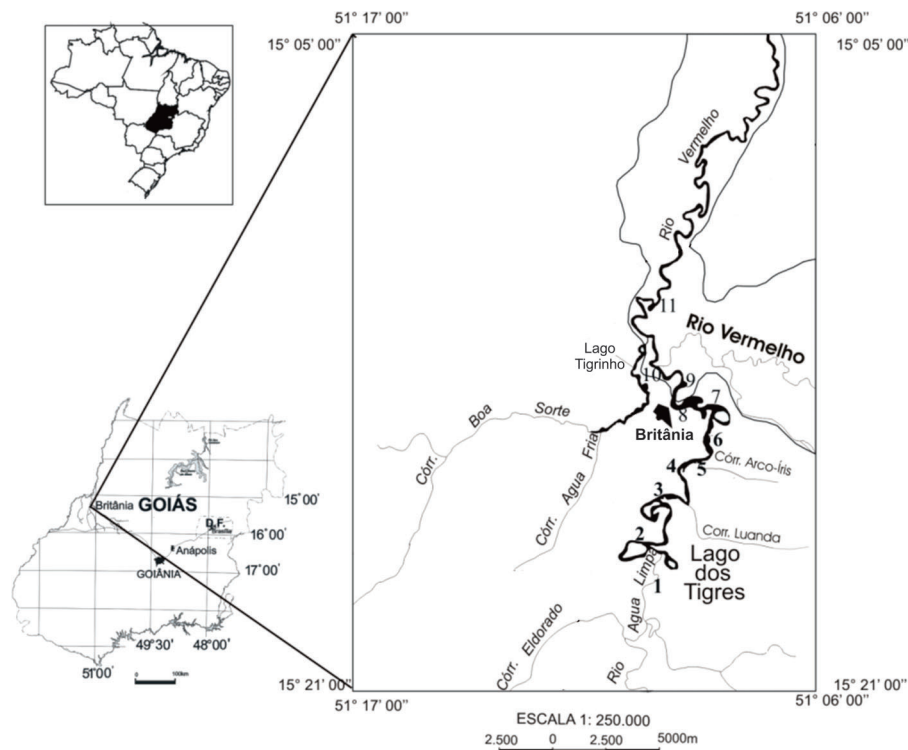 51° 17' 00''
51° 06' 00''
15° 05' 00''
15° 05' 00''
Vermelho
Rio
11
Rio Vermelho
Lago
Tigrinho
10
9
8
7
Britânia
6
Boa
Sorte
Córr.
Fria
Agua
Córr.
4
5
Córr. Arco-Íris
3
Corr. Luanda
2
Lago
dos
Tigres
Limpa
1
Agua
Rio
Córr. Eldorado
Britânia
GOIÁS
D.F.
Anápolis
GOIÂNIA
15°00'
16°00'
17°00'
51°00'
49°30'
48°00'
0
100km
15° 21' 00''
15° 21' 00''
51° 17' 00''
51° 06' 00''
ESCALA 1: 250.000
2.500 0 2.500 5000m